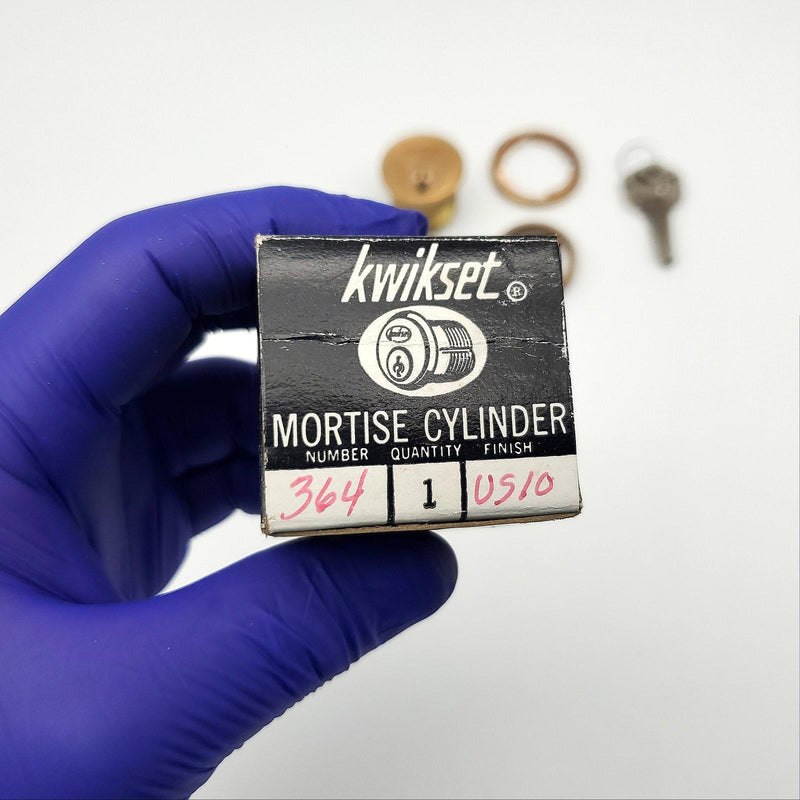 kwikset ®
MORTISE CYLINDER
NUMBER QUANTITY FINISH
364 1 US10